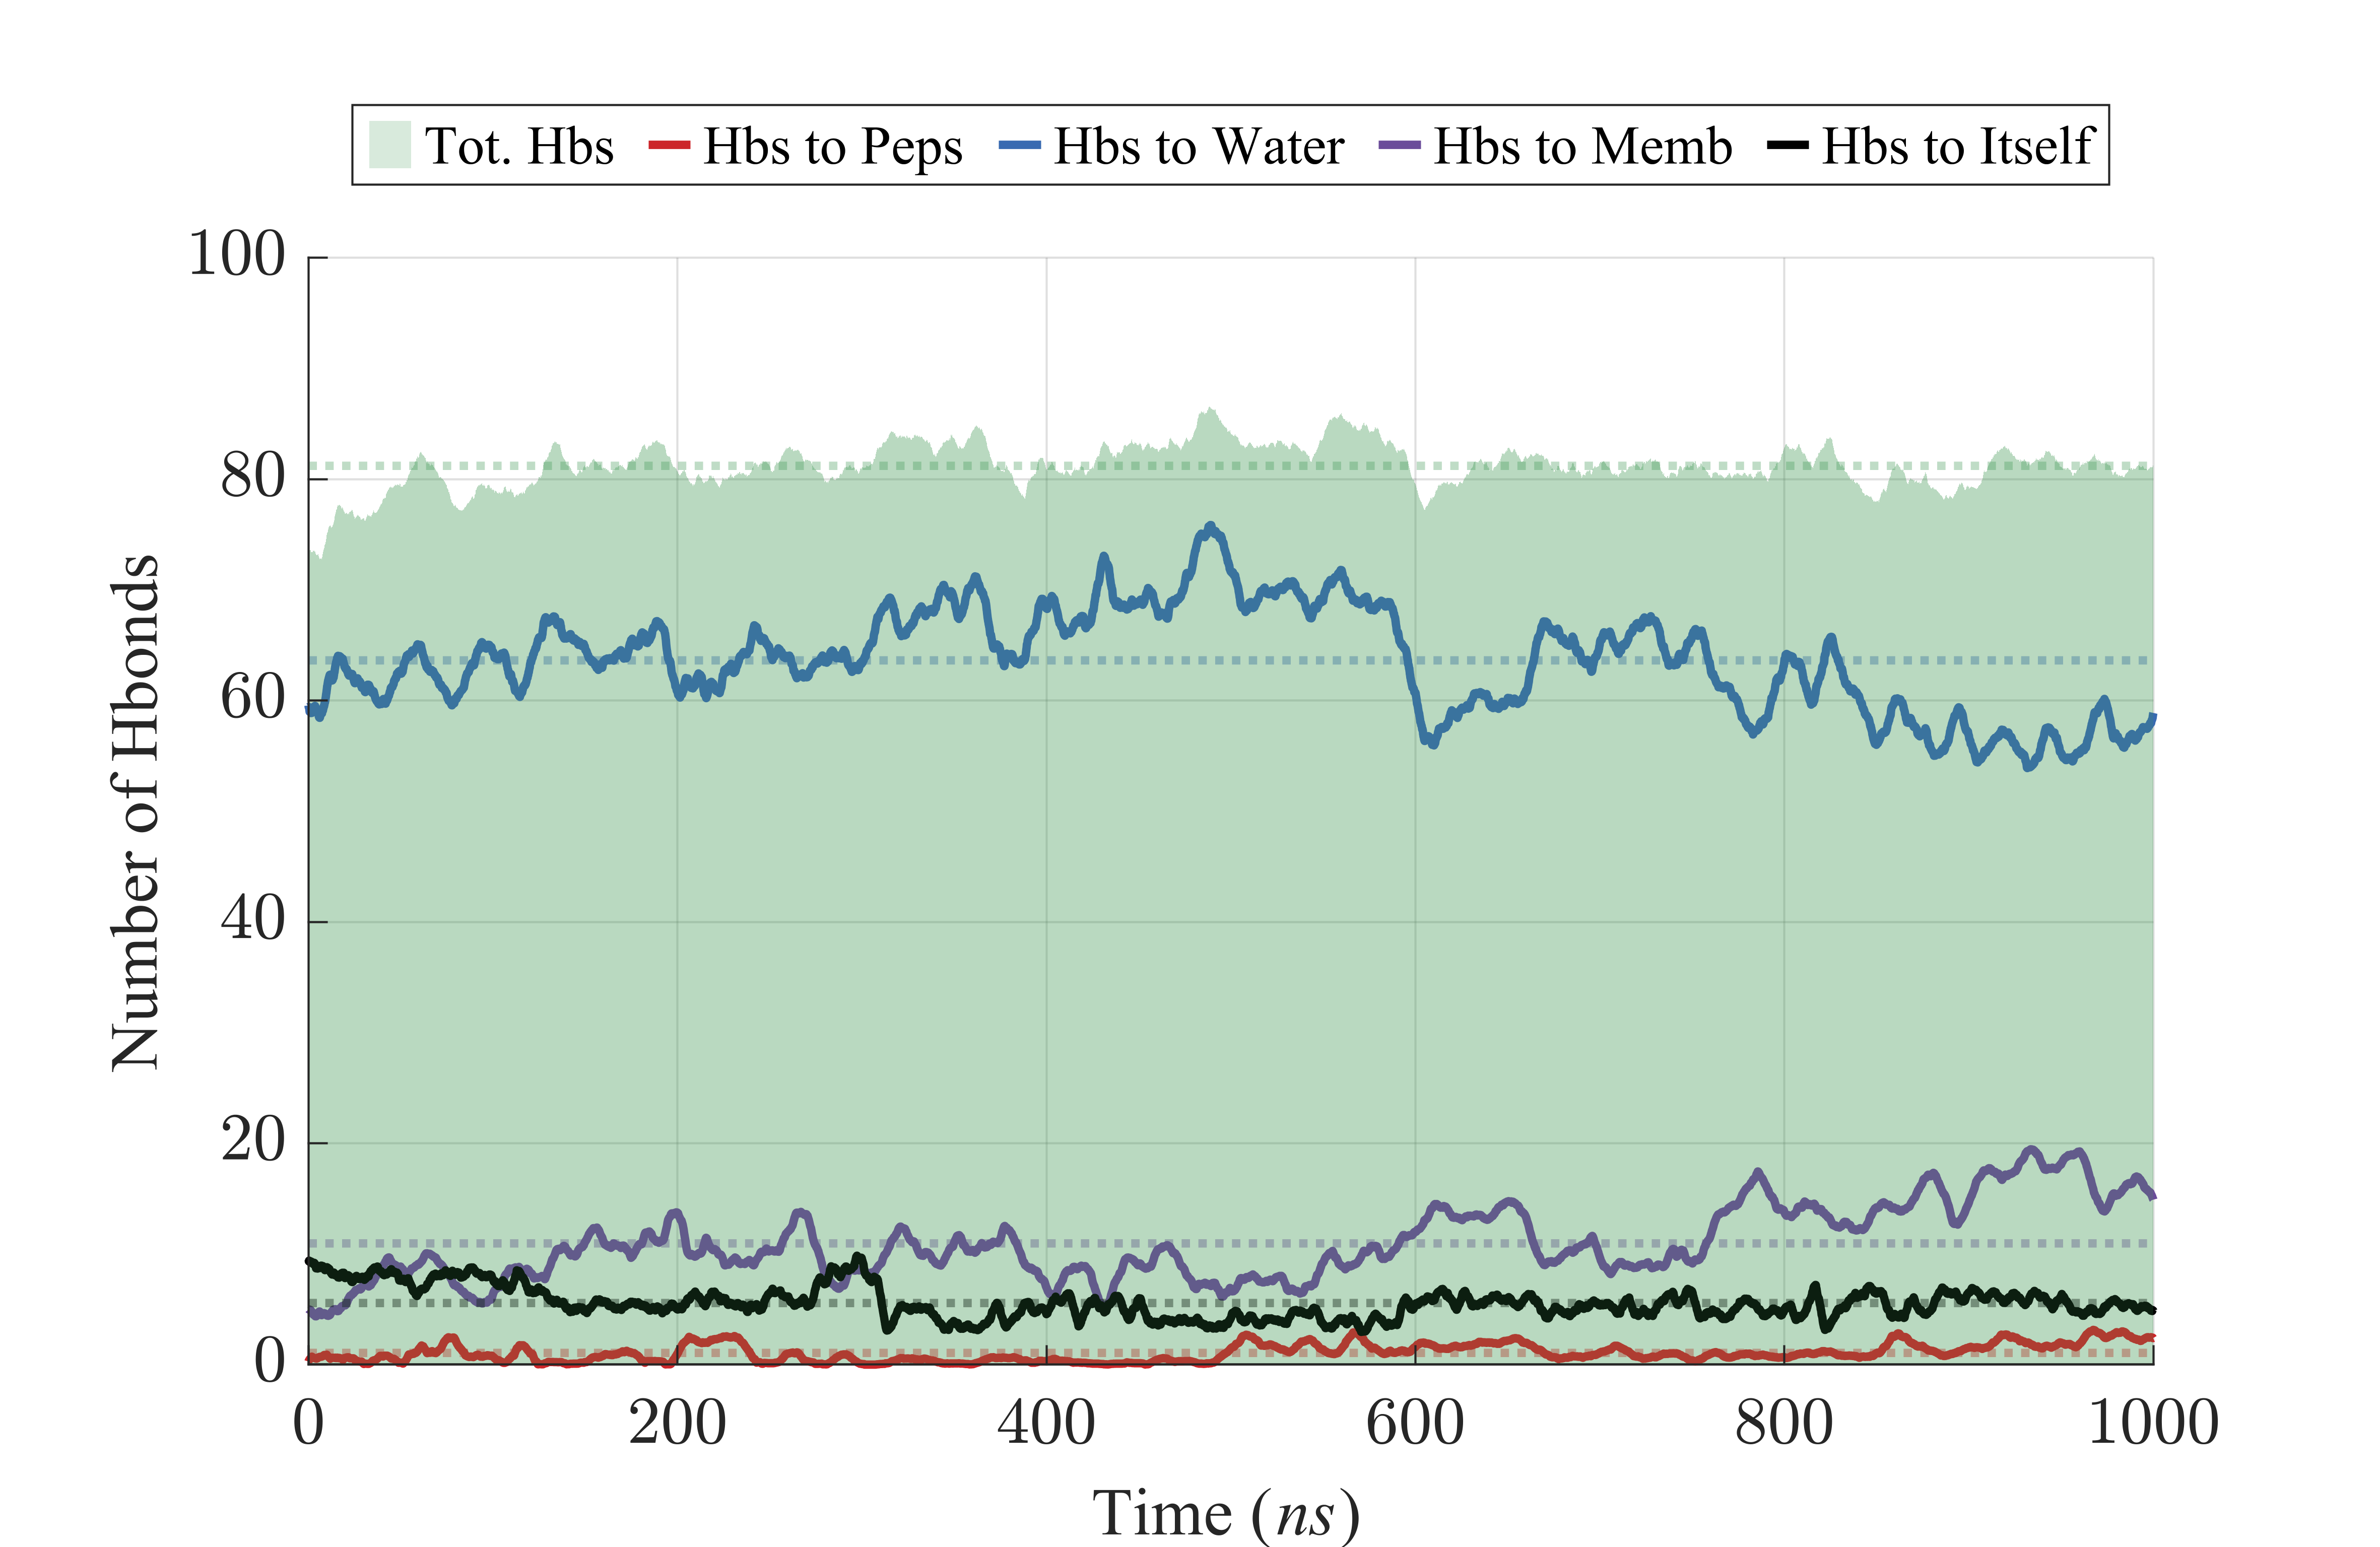 Tot. Hbs Hbs to Peps Hbs to Water Hbs to Memb Hbs to Itself
100
80
60
40
20
0
Number of Hbonds
0 200 400 600 800 1000
Time (ns)